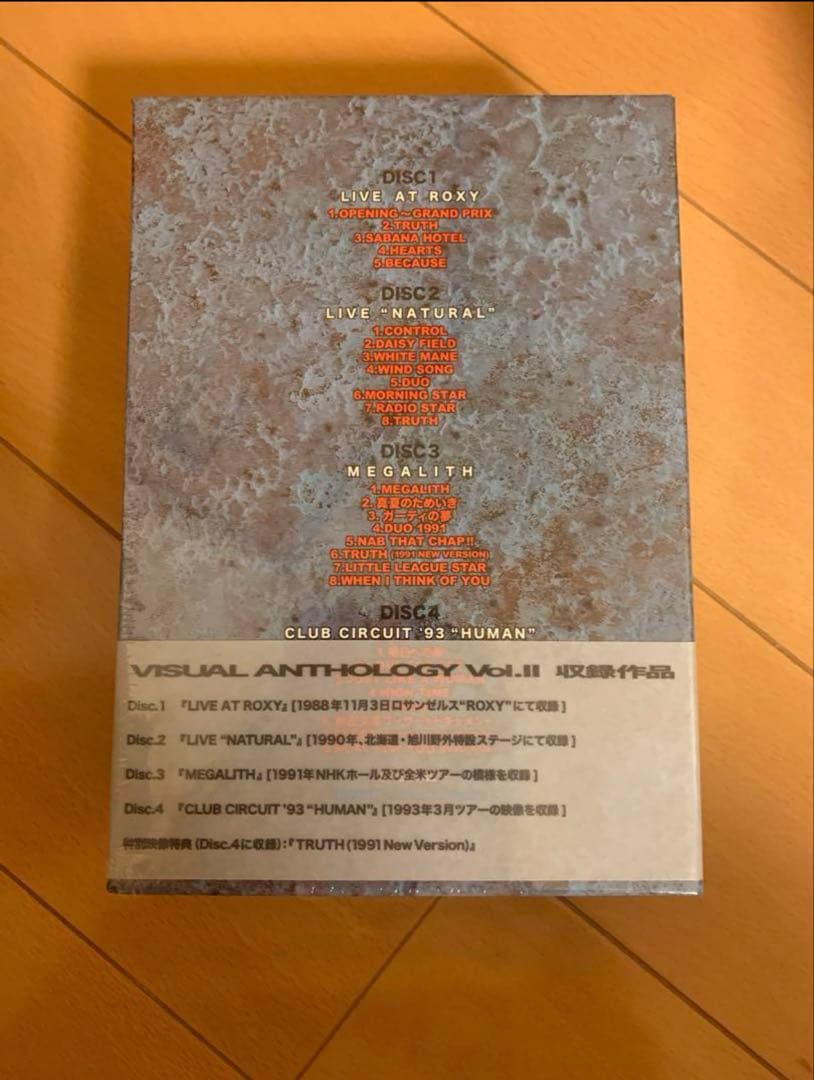 DISC1
LIVE AT ROXY
1.OPENING〜GRAND PRIX
2.TRUTH
3.SABANA HOTEL
4.HEARTS
5.BECAUSE
DISC2
LIVE “NATURAL”
1.CONTROL
2.DAISY FIELD
3.WHITE MANE
4.WIND SONG
5.DUO
6.MORNING STAR
7.RADIO STAR
8.TRUTH
DISC3
MEGALITH
1.MEGALITH
2.真夏のためいき
3.ガニティの夢
4.DUO 1991
5.NAB THAT CHAP!!
6.TRUTH (1991 NEW VERSION)
7.LITTLE LEAGUE STAR
8.WHEN I THINK OF YOU
DISC4
CLUB CIRCUIT '93 “HUMAN”
VISUAL ANTHOLOGY Vol.II 収録作品
Disc.1 『LIVE AT ROXY』[1988年11月3日ロサンゼルス“ROXY”にて収録]
Disc.2 『LIVE “NATURAL”』[1990年、北海道・旭川野外特設ステージにて収録]
Disc.3 『MEGALITH』[1991年NHKホール及び全米ツアーの模様を収録]
Disc.4 『CLUB CIRCUIT '93 “HUMAN”』[1993年3月ツアーの映像を収録]
特別映像特典(Disc.4に収録):『TRUTH (1991 New Version)』